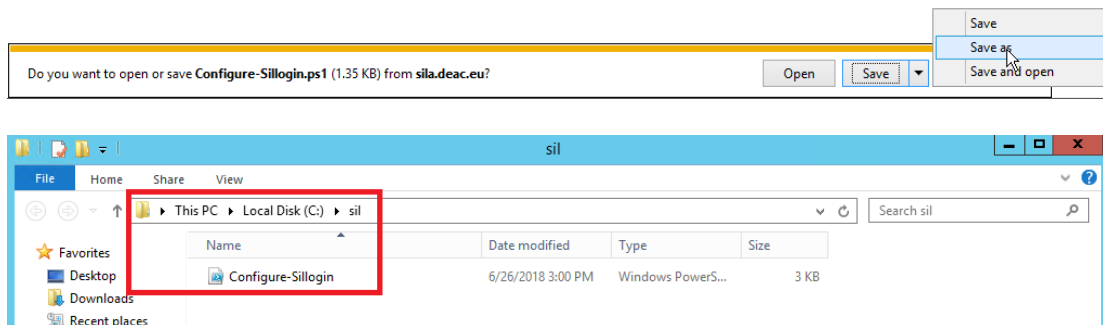 Save
Save as
Save and open
Do you want to open or save Configure-Sillogin.ps1 (1.35 KB) from sila.deac.eu?
Open
Save
sil
File Home Share View
This PC Local Disk (C:) sil
Search sil
Name Date modified Type Size
Favorites
Desktop
Downloads
Recent places
Configure-Sillogin 6/26/2018 3:00 PM Windows PowerS... 3 KB